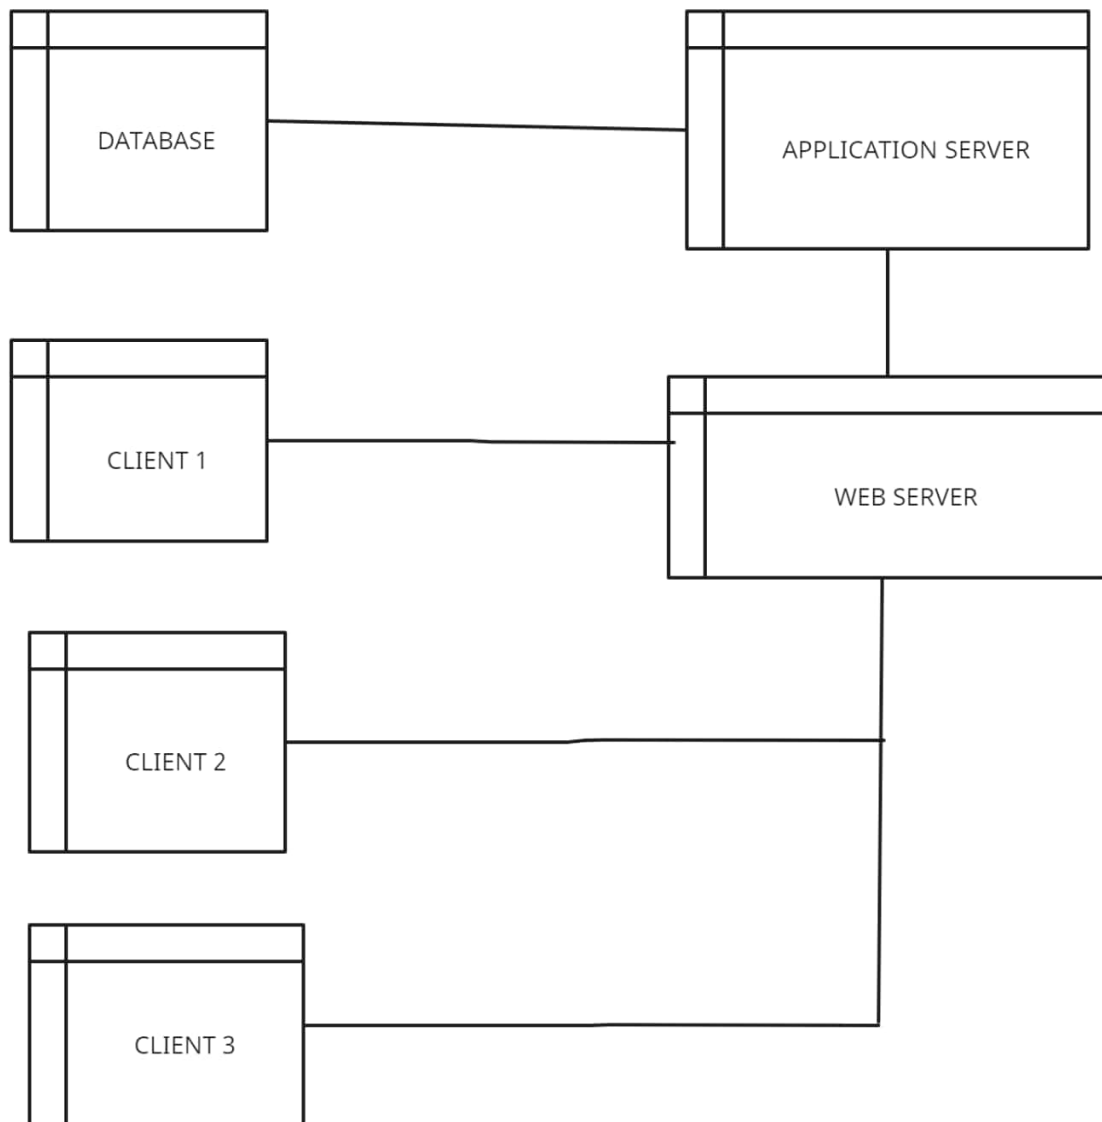 DATABASE
APPLICATION SERVER
CLIENT 1
WEB SERVER
CLIENT 2
CLIENT 3